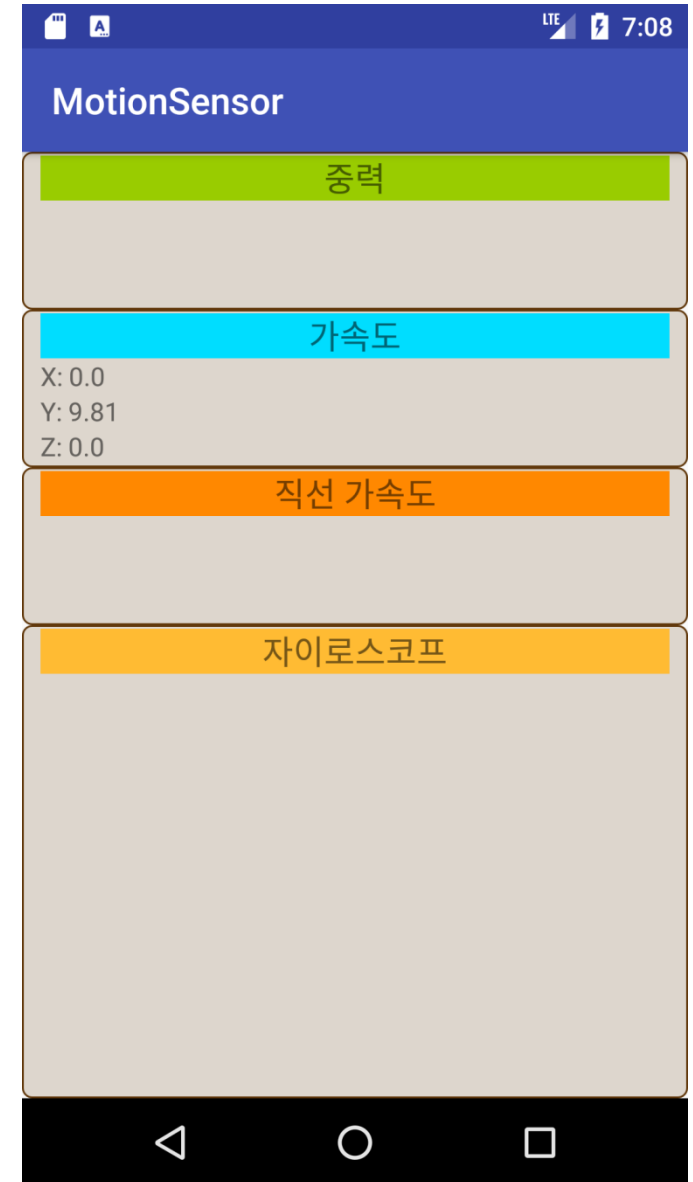 LTE 7:08
MotionSensor
중력
가속도
X: 0.0
Y: 9.81
Z: 0.0
직선 가속도
자이로스코프